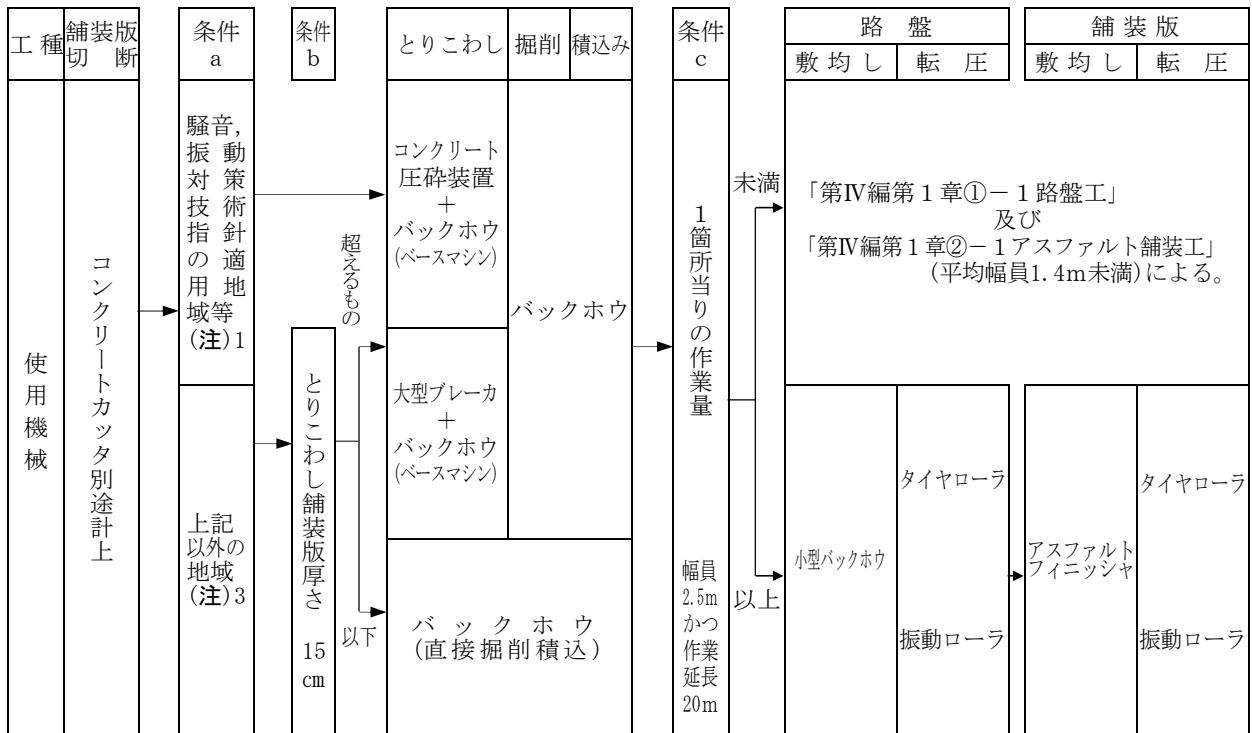 工種
舗装版
切断
条件
a
条件
b
とりこわし
掘削
積込み
条件
c
路盤
敷均し
転圧
舗装版
敷均し
転圧
使用機械
コンクリートカッタ別途計上
騒音,
振動
対策
技術
指針
の適
用地
域等
(注)1
上記
以外の
地域
(注)3
とりこわし舗装版厚さ
15
cm
超えるもの
以下
コンクリート
圧砕装置
+
バックホウ
(ベースマシン)
大型ブレーカ
+
バックホウ
(ベースマシン)
バックホウ
バックホウ
(直接掘削積込)
1箇所当りの作業量
幅員
2.5m
かつ
作業
延長
20m
未満
以上
「第Ⅳ編第1章①-1路盤工」
及び
「第Ⅳ編第1章②-1アスファルト舗装工」
(平均幅員1.4m未満)による。
小型バックホウ
タイヤローラ
振動ローラ
アスファルト
フィニッシャ
タイヤローラ
振動ローラ